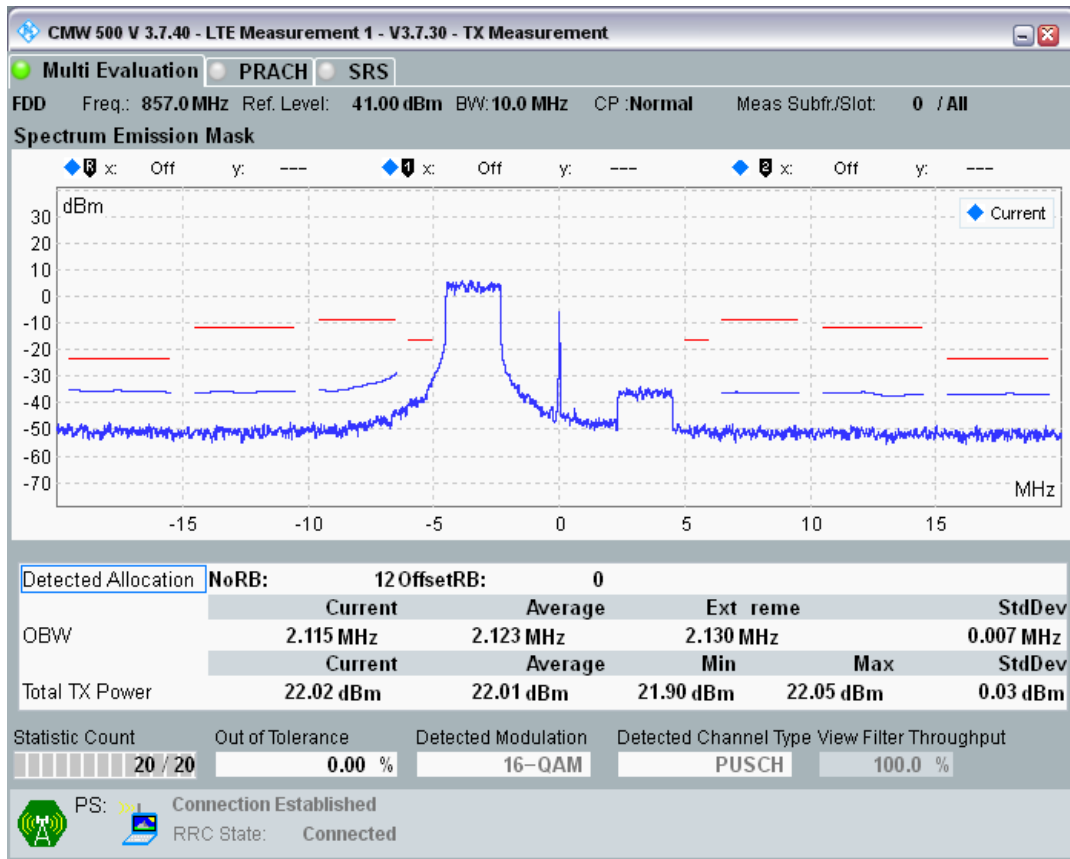 CMW 500 V 3.7.40 - LTE Measurement 1 - V3.7.30 - TX Measurement
Multi Evaluation PRACH SRS
FDD Freq.: 857.0 MHz Ref. Level: 41.00 dBm BW: 10.0 MHz CP :Normal Meas Subfr./Slot: 0 / All
Spectrum Emission Mask
R x: Off y: --- 1 x: Off y: --- 2 x: Off y: ---
dBm
Current
30
20
10
0
-10
-20
-30
-40
-50
-60
-70
MHz
-15 -10 -5 0 5 10 15
Detected Allocation NoRB: 12 OffsetRB: 0
Current Average Ext reme StdDev
OBW 2.115 MHz 2.123 MHz 2.130 MHz 0.007 MHz
Current Average Min Max StdDev
Total TX Power 22.02 dBm 22.01 dBm 21.90 dBm 22.05 dBm 0.03 dBm
Statistic Count Out of Tolerance Detected Modulation Detected Channel Type View Filter Throughput
20 / 20 0.00 % 16-QAM PUSCH 100.0 %
PS: Connection Established
RRC State: Connected